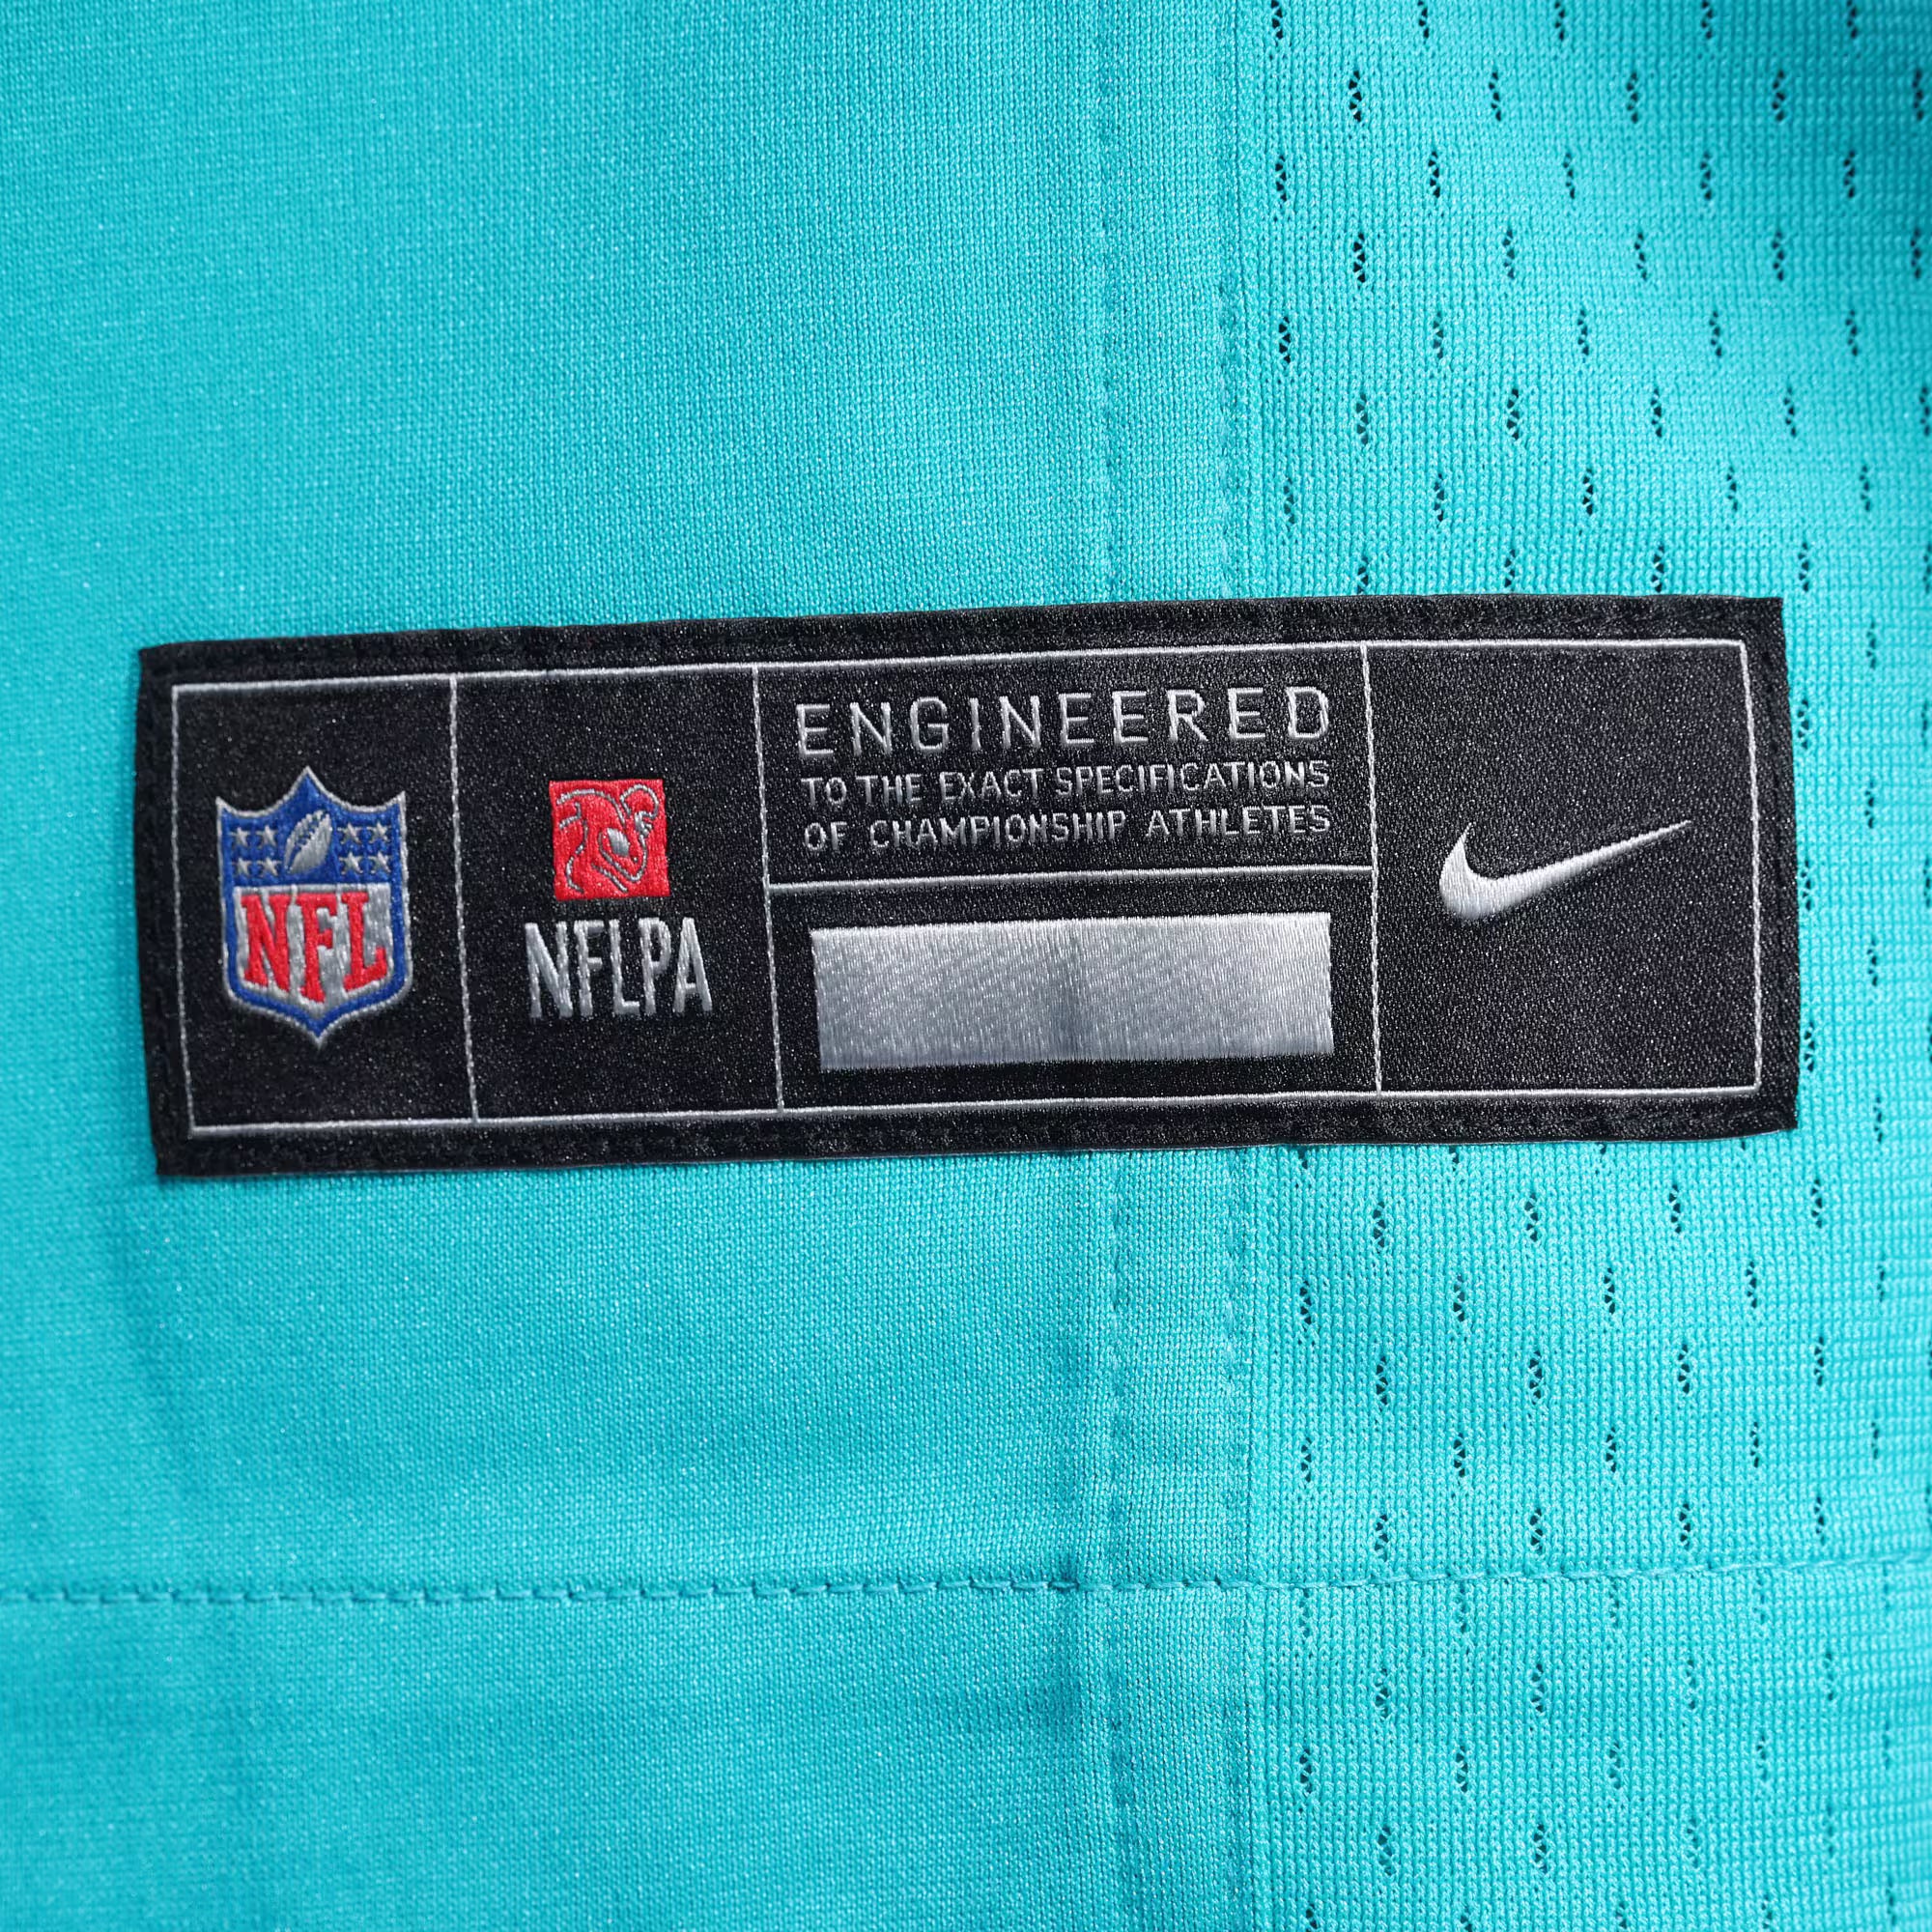 NFL
NFLPA
ENGINEERED
TO THE EXACT SPECIFICATIONS
OF CHAMPIONSHIP ATHLETES